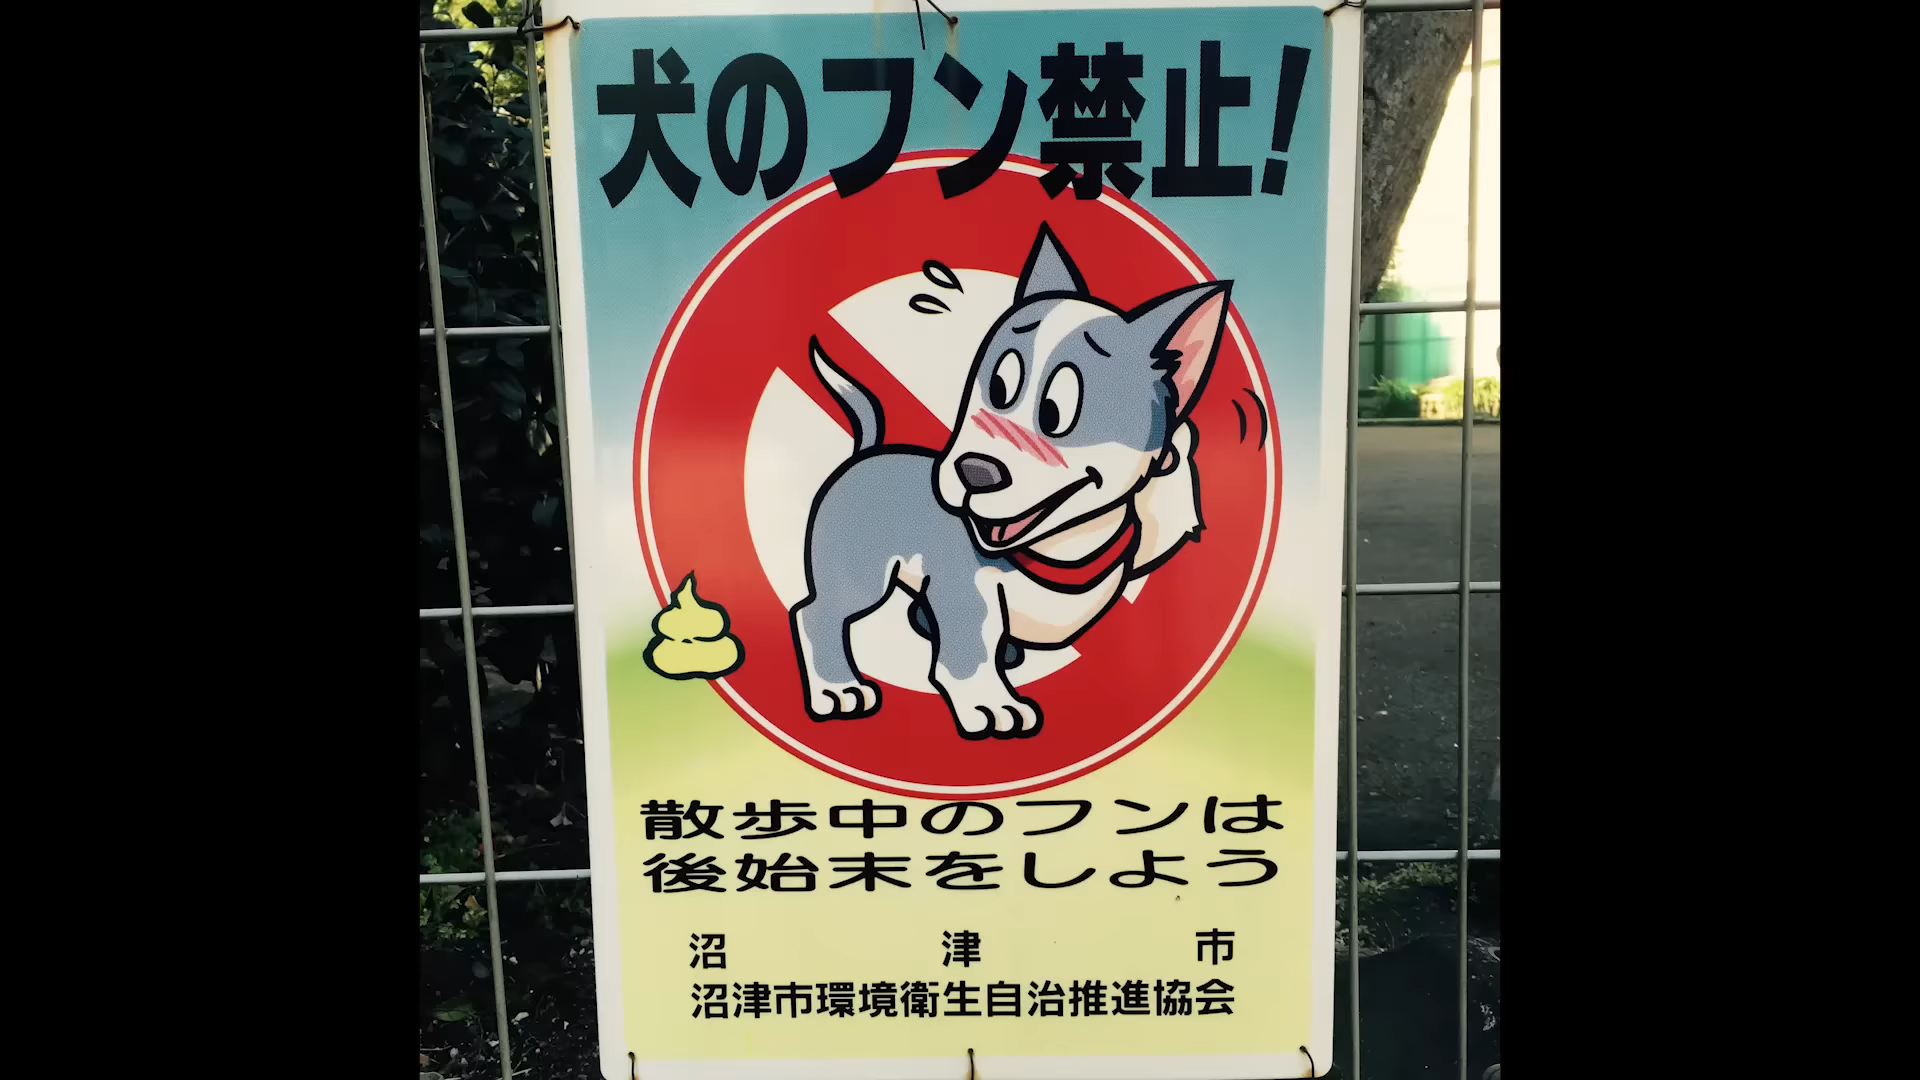 犬のフン禁止!
散歩中のフンは
後始末をしよう
沼津市
沼津市環境衛生自治推進協会